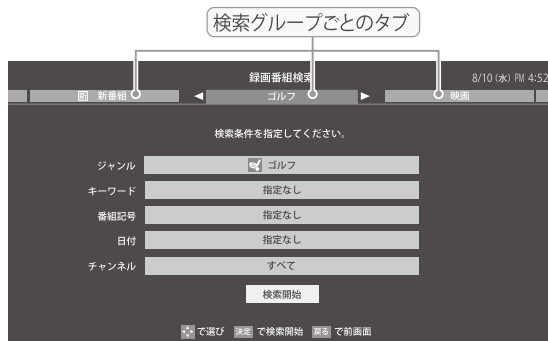 検索グループごとのタブ
録画番組検索 8/10 (水) PM 4:52
新 新番組 ◀ ゴルフ ▶ 映画
検索条件を指定してください。
ジャンル ゴルフ
キーワード 指定なし
番組記号 指定なし
日付 指定なし
チャンネル すべて
検索開始
で選び 決定 で検索開始 戻る で前画面